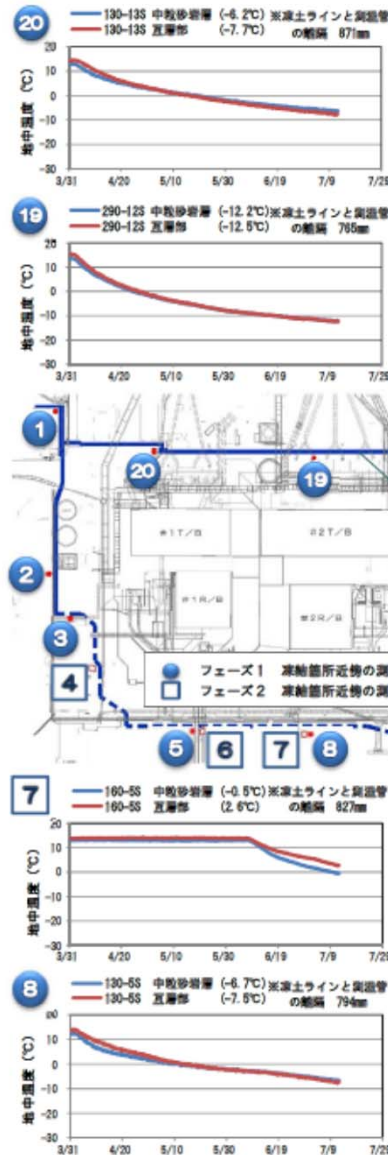 20
130-13S 中粒砂岩層 (-6.2℃)※凍土ラインと測温管
130-13S 互層部 (-7.7℃) の離隔 871mm
地中温度 (℃)
20
10
0
-10
-20
-30
3/31 4/20 5/10 5/30 6/19 7/9 7/29
19
290-12S 中粒砂岩層 (-12.2℃)※凍土ラインと測温管
290-12S 互層部 (-12.5℃) の離隔 765mm
地中温度 (℃)
20
10
0
-10
-20
-30
3/31 4/20 5/10 5/30 6/19 7/9 7/29
1
20
19
#1T/B
#2T/B
2
#1R/B
#2R/B
3
4
フェーズ1 凍結箇所近傍の測
フェーズ2 凍結箇所近傍の測
5
6
7
8
7
160-5S 中粒砂岩層 (-0.5℃)※凍土ラインと測温管
160-5S 互層部 (2.6℃) の離隔 827mm
地中温度 (℃)
20
10
0
-10
-20
-30
3/31 4/20 5/10 5/30 6/19 7/9 7/29
8
130-5S 中粒砂岩層 (-6.7℃)※凍土ラインと測温管
130-5S 互層部 (-7.5℃) の離隔 794mm
地中温度 (℃)
20
10
0
-10
-20
-30
3/31 4/20 5/10 5/30 6/19 7/9 7/29